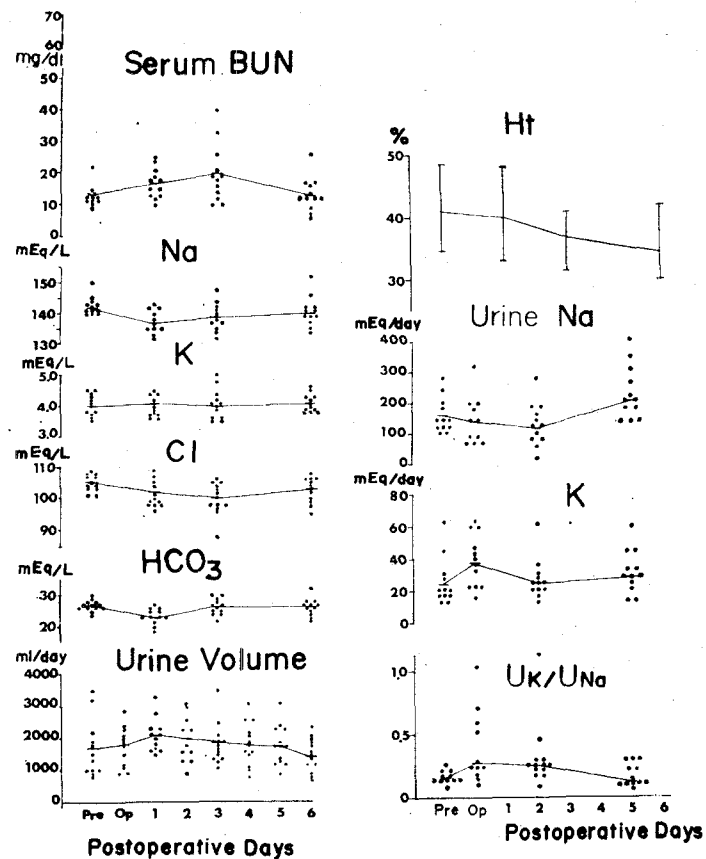 70
60
mg/dl
Serum BUN
50
40
30
20
10
0
mEq/L
Na
150
140
130
mEq/L
K
5.0
4.0
3.0
mEq/L
Cl
110
100
90
mEq/L
HCO3
30
20
ml/day
Urine Volume
4000
3000
2000
1000
0
Pre Op 1 2 3 4 5 6
Postoperative Days
%
Ht
50
40
30
mEq/day
Urine Na
400
300
200
100
0
mEq/day
K
80
60
40
20
0
UK/UNa
1,0
0,5
0
Pre Op 1 2 3 4 5 6
Postoperative Days